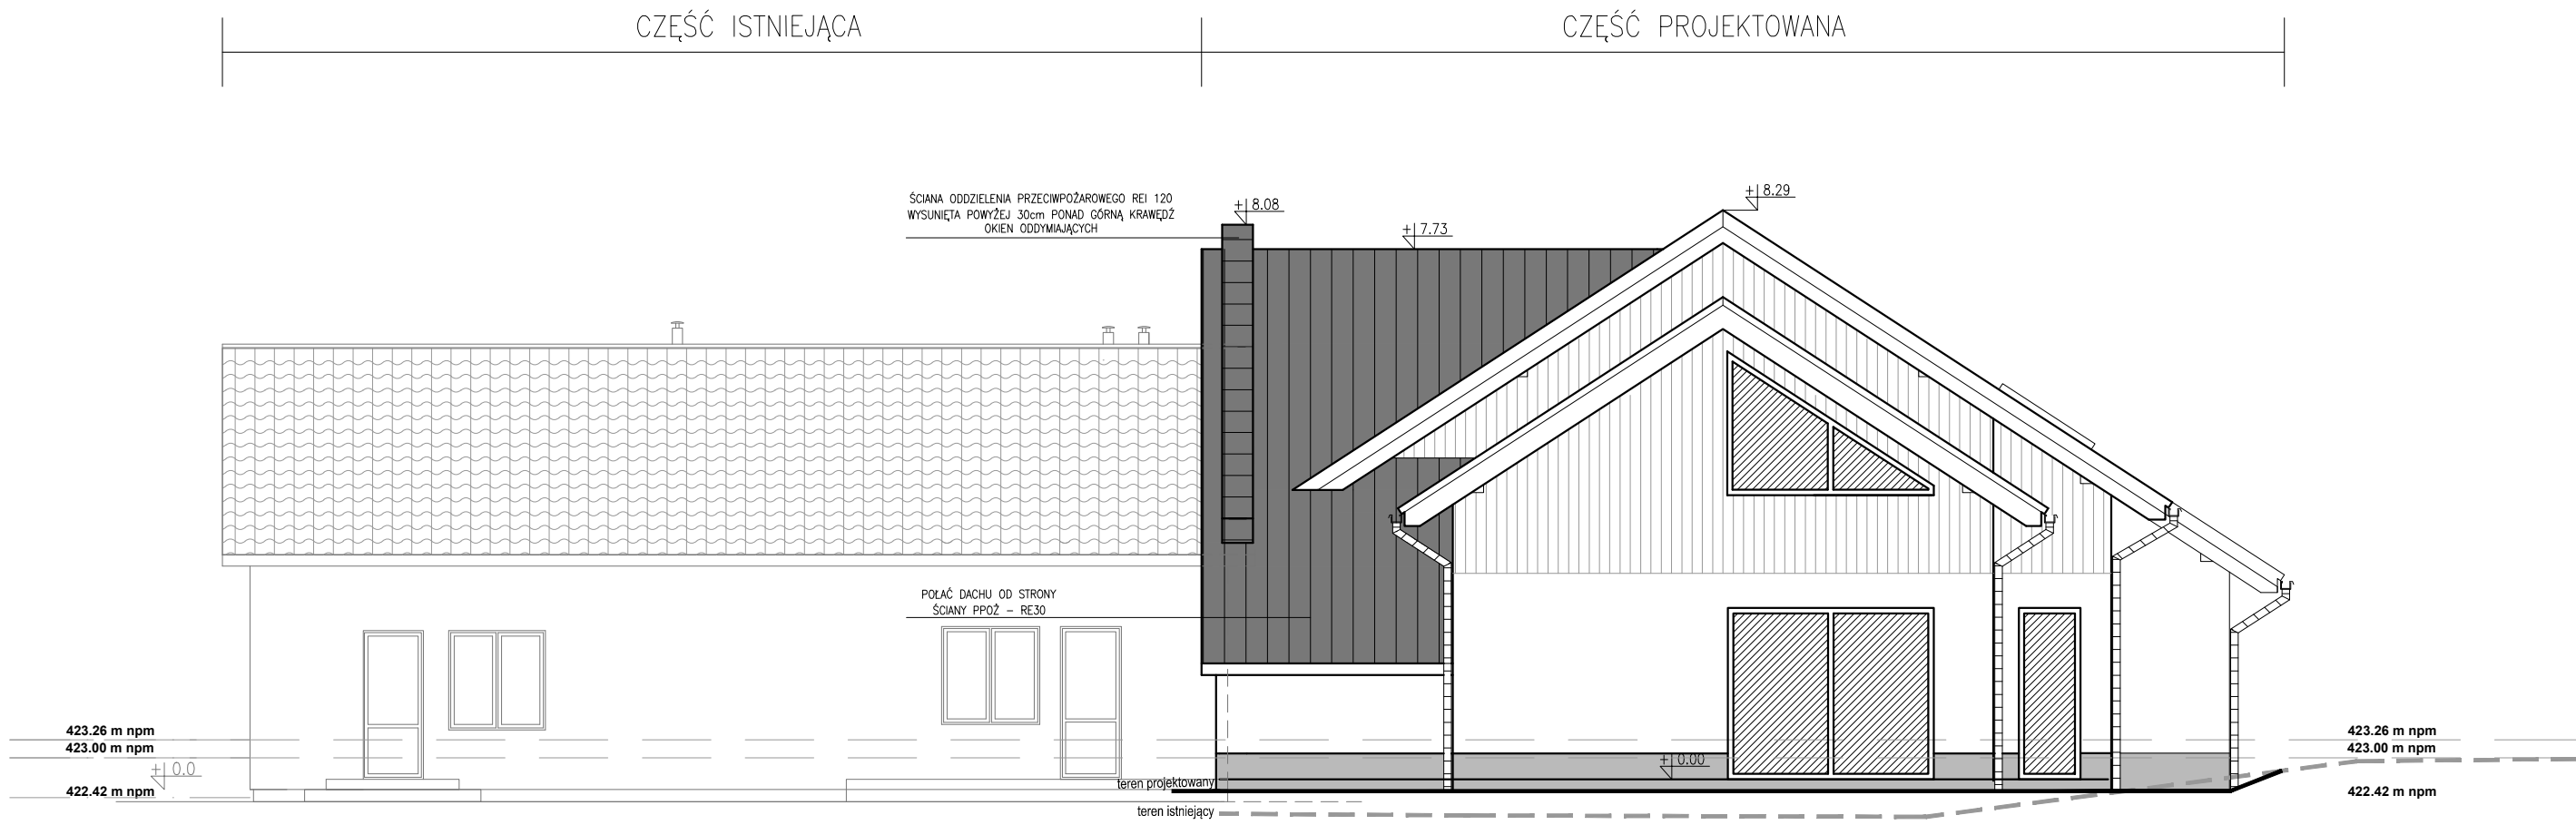 CZĘŚĆ ISTNIEJĄCA
CZĘŚĆ PROJEKTOWANA
ŚCIANA ODDZIELENIA PRZECIWPOŻAROWEGO REI 120
WYSUNIĘTA POWYŻEJ 30cm PONAD GÓRNĄ KRAWĘDŹ
OKIEN ODDYMIAJĄCYCH
+8.08
+7.73
+8.29
POŁAĆ DACHU OD STRONY
ŚCIANY PPOŻ – RE30
423.26 m npm
423.00 m npm
+0.0
422.42 m npm
teren projektowany
teren istniejący
+0.00
423.26 m npm
423.00 m npm
422.42 m npm